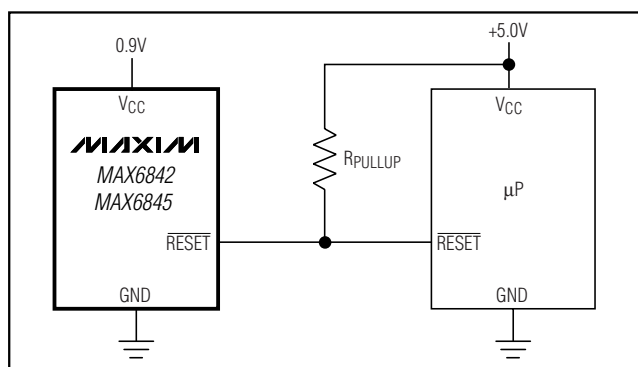 0.9V
+5.0V
VCC
VCC
MAXIM
MAX6842
MAX6845
RPULLUP
µP
RESET
RESET
GND
GND